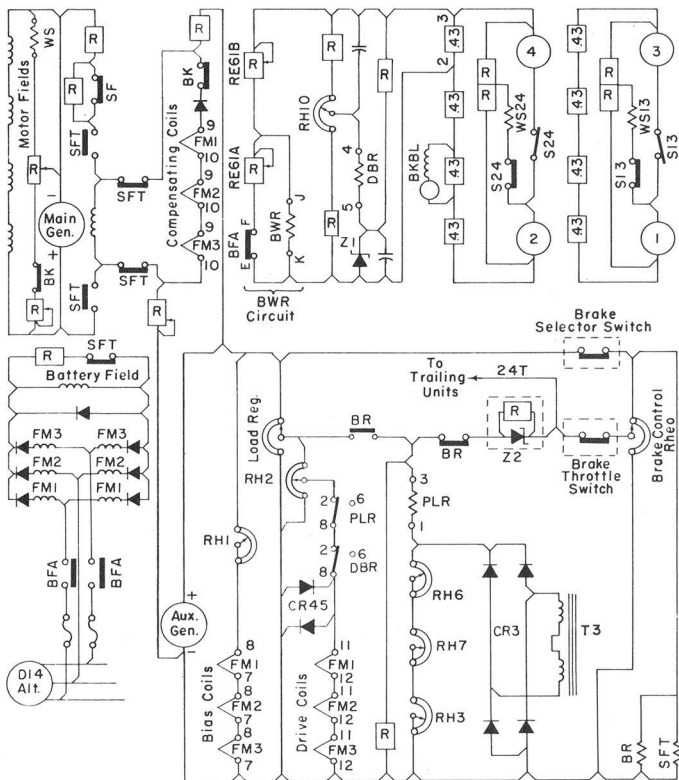 WS
R
R
R
SF
SFT
Motor Fields
R
Main
Gen.
BK
R
SFT
SFT
SFT
R
BK
Compensating Coils
9
FM1
10
9
FM2
10
9
FM3
10
R
RE61B
R
RE61A
R
F
BFA
E
J
BWR
K
BWR
Circuit
R
RH10
R
4
DBR
5
Z1
R
3
2
.43
.43
.43
.43
BKBL
4
R
R
WS24
S24
S24
2
.43
.43
.43
.43
3
R
R
WS13
S13
S13
1
SFT
R
Battery Field
FM3
FM3
FM2
FM2
FM1
FM1
BFA
BFA
D14
Alt.
Aux.
Gen.
RH1
Bias Coils
8
FM1
7
8
FM2
7
8
FM3
7
Load Reg.
RH2
BR
2
6
PLR
8
2
6
DBR
8
CR45
Drive Coils
11
FM1
12
11
FM2
12
11
FM3
12
R
To
Trailing
Units
24T
BR
R
Z2
Brake
Selector Switch
Brake
Throttle
Switch
Brake Control
Rheo
3
PLR
1
RH6
RH7
RH3
CR3
T3
BR
SFT